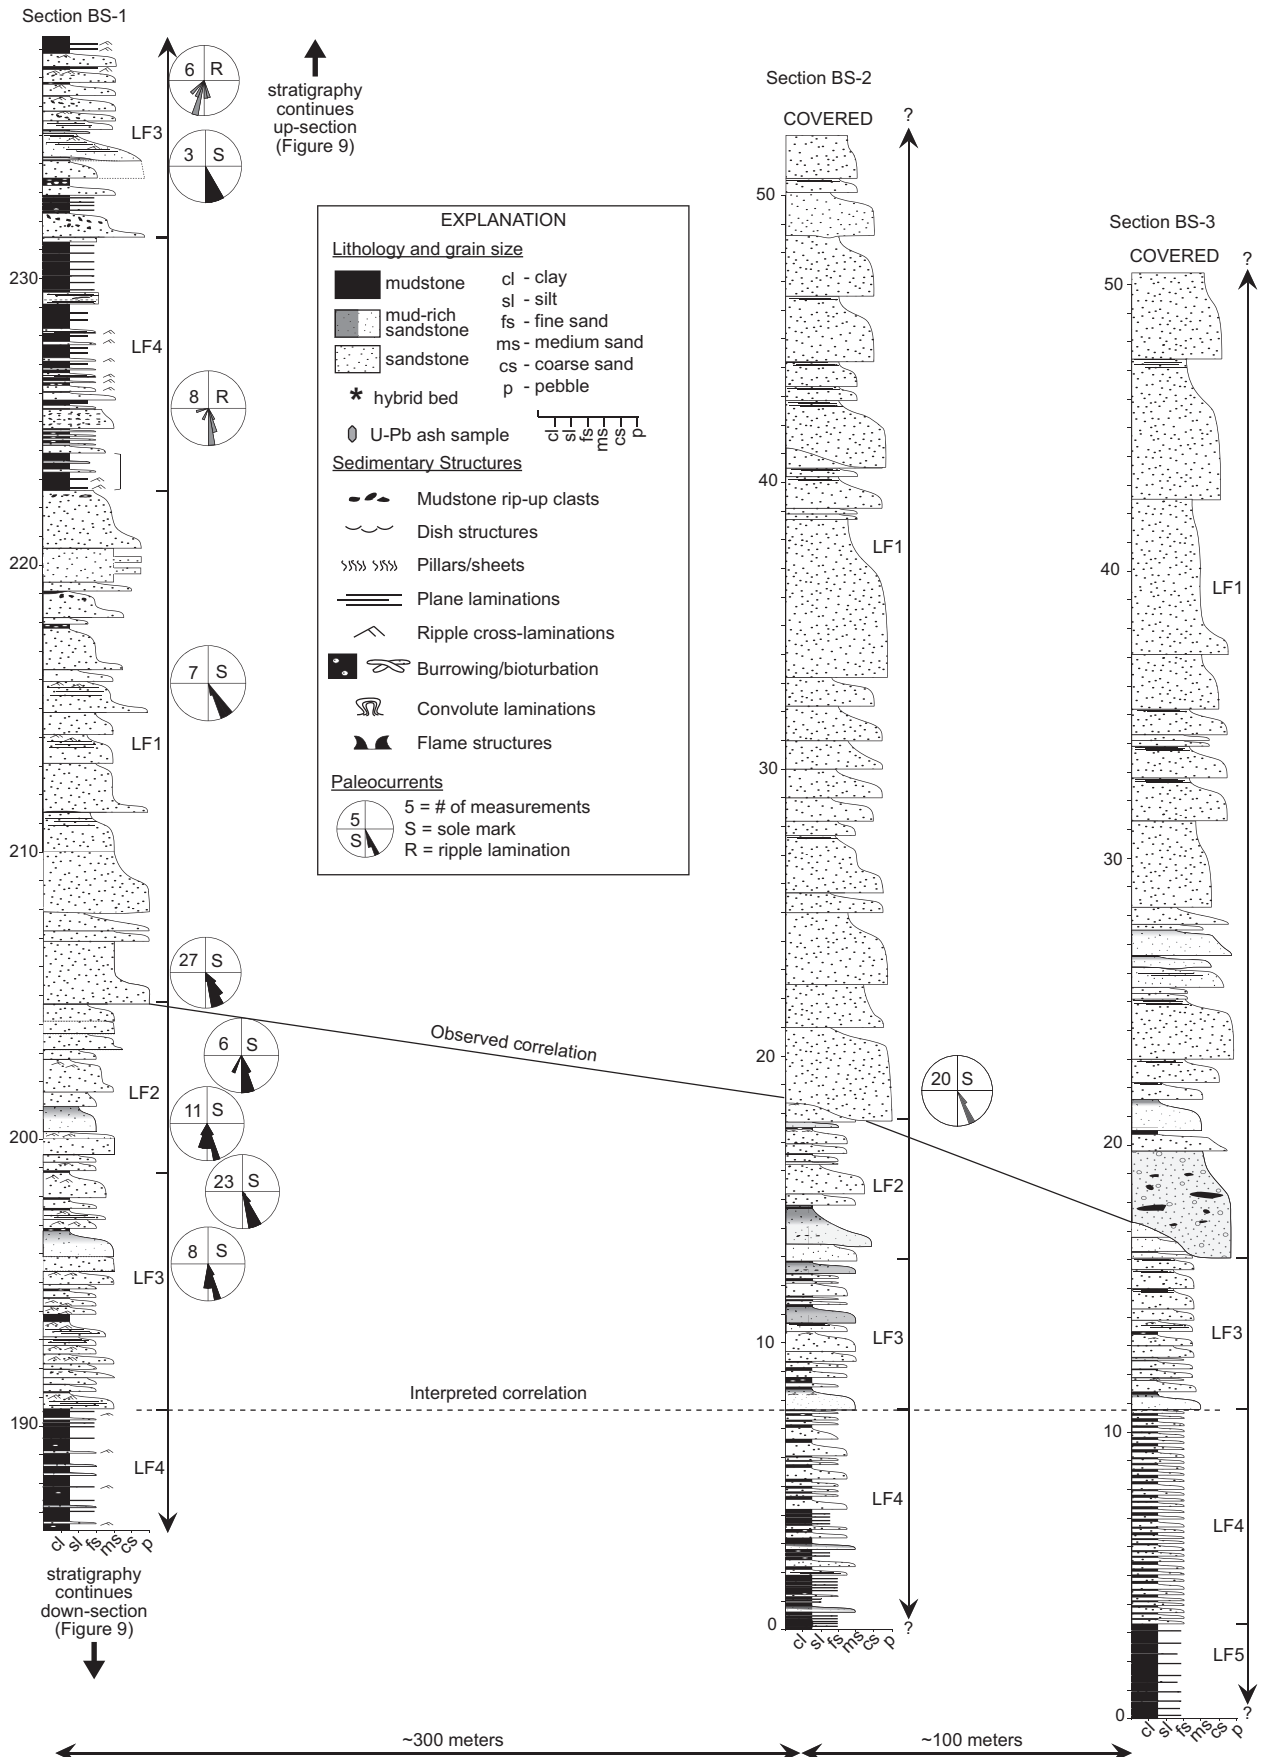 Section BS-1
6 R
stratigraphy
continues
up-section
(Figure 9)
LF3
3 S
230
LF4
8 R
220
7 S
LF1
210
27 S
6 S
LF2
11 S
200
23 S
8 S
LF3
190
LF4
cl sl fs ms cs p
stratigraphy
continues
down-section
(Figure 9)
EXPLANATION
Lithology and grain size
mudstone
mud-rich
sandstone
sandstone
* hybrid bed
U-Pb ash sample
cl - clay
sl - silt
fs - fine sand
ms - medium sand
cs - coarse sand
p - pebble
cl sl fs ms cs p
Sedimentary Structures
Mudstone rip-up clasts
Dish structures
Pillars/sheets
Plane laminations
Ripple cross-laminations
Burrowing/bioturbation
Convolute laminations
Flame structures
Paleocurrents
5
S
5 = # of measurements
S = sole mark
R = ripple lamination
Observed correlation
Interpreted correlation
Section BS-2
COVERED
?
50
40
LF1
30
20
20 S
LF2
10
LF3
LF4
0
?
cl sl fs ms cs p
Section BS-3
COVERED
?
50
40
LF1
30
20
LF3
10
LF4
LF5
0
?
cl sl fs ms cs p
~300 meters
~100 meters